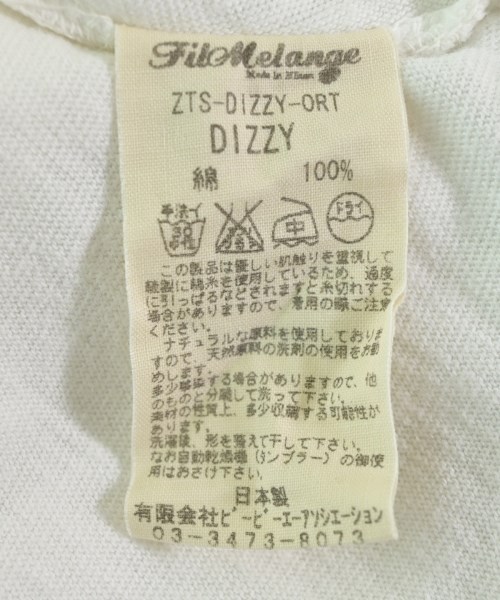 FilMelange
ZTS-DIZZY-ORT
DIZZY
綿 100%
手洗イ
30
ドライ
この製品は優しい肌触りを重視して
縫製に綿糸を使用しているため、過度
に引っぱるなどされますと糸切れする
場合がありますので、着用の際ご注意
ください。
ナチュラルな原料を使用しておりま
すので、天然原料の洗剤の使用をお勧
めします。
多少移染する場合がありますので、他
のものと分離して洗って下さい。
素材の性質上、多少収縮する可能性が
あります。
洗濯後、形を整えて干して下さい。
なお自動乾燥機(タンブラー)の御使
用はおさけ下さい。
日本製
有限会社ビーピーエーアソシエーション
03-3473-8073